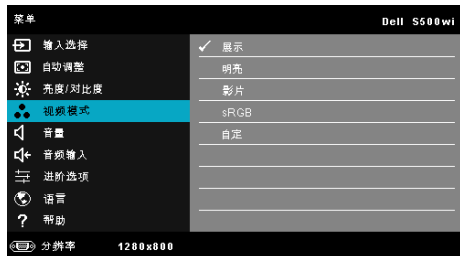 菜单 Dell S500wi
输入选择
自动调整
亮度/对比度
视频模式
音量
音频输入
进阶选项
语言
帮助
展示
明亮
影片
sRGB
自定
分辨率 1280x800